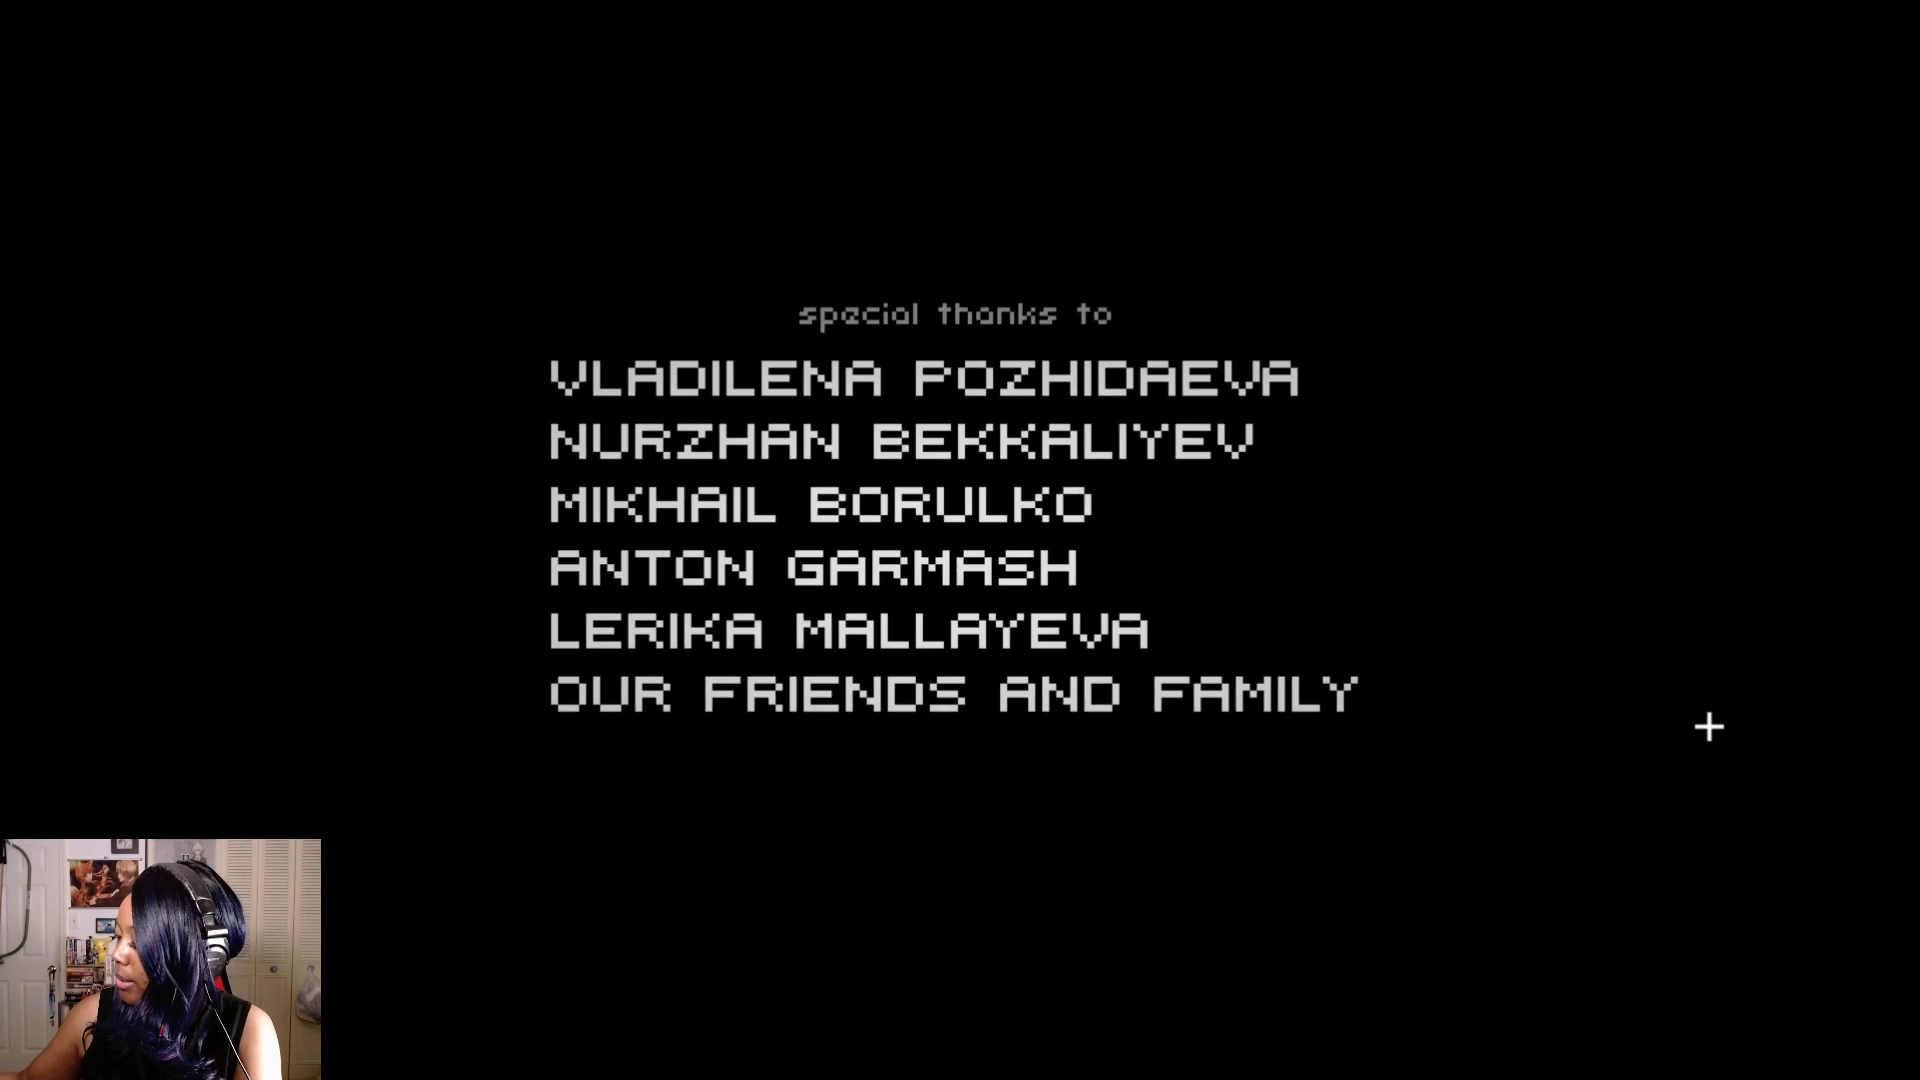 special thanks to
VLADILENA POZHIDAEVA
NURZHAN BEKKALIYEV
MIKHAIL BORULKO
ANTON GARMASH
LERIKA MALLAYEVA
OUR FRIENDS AND FAMILY